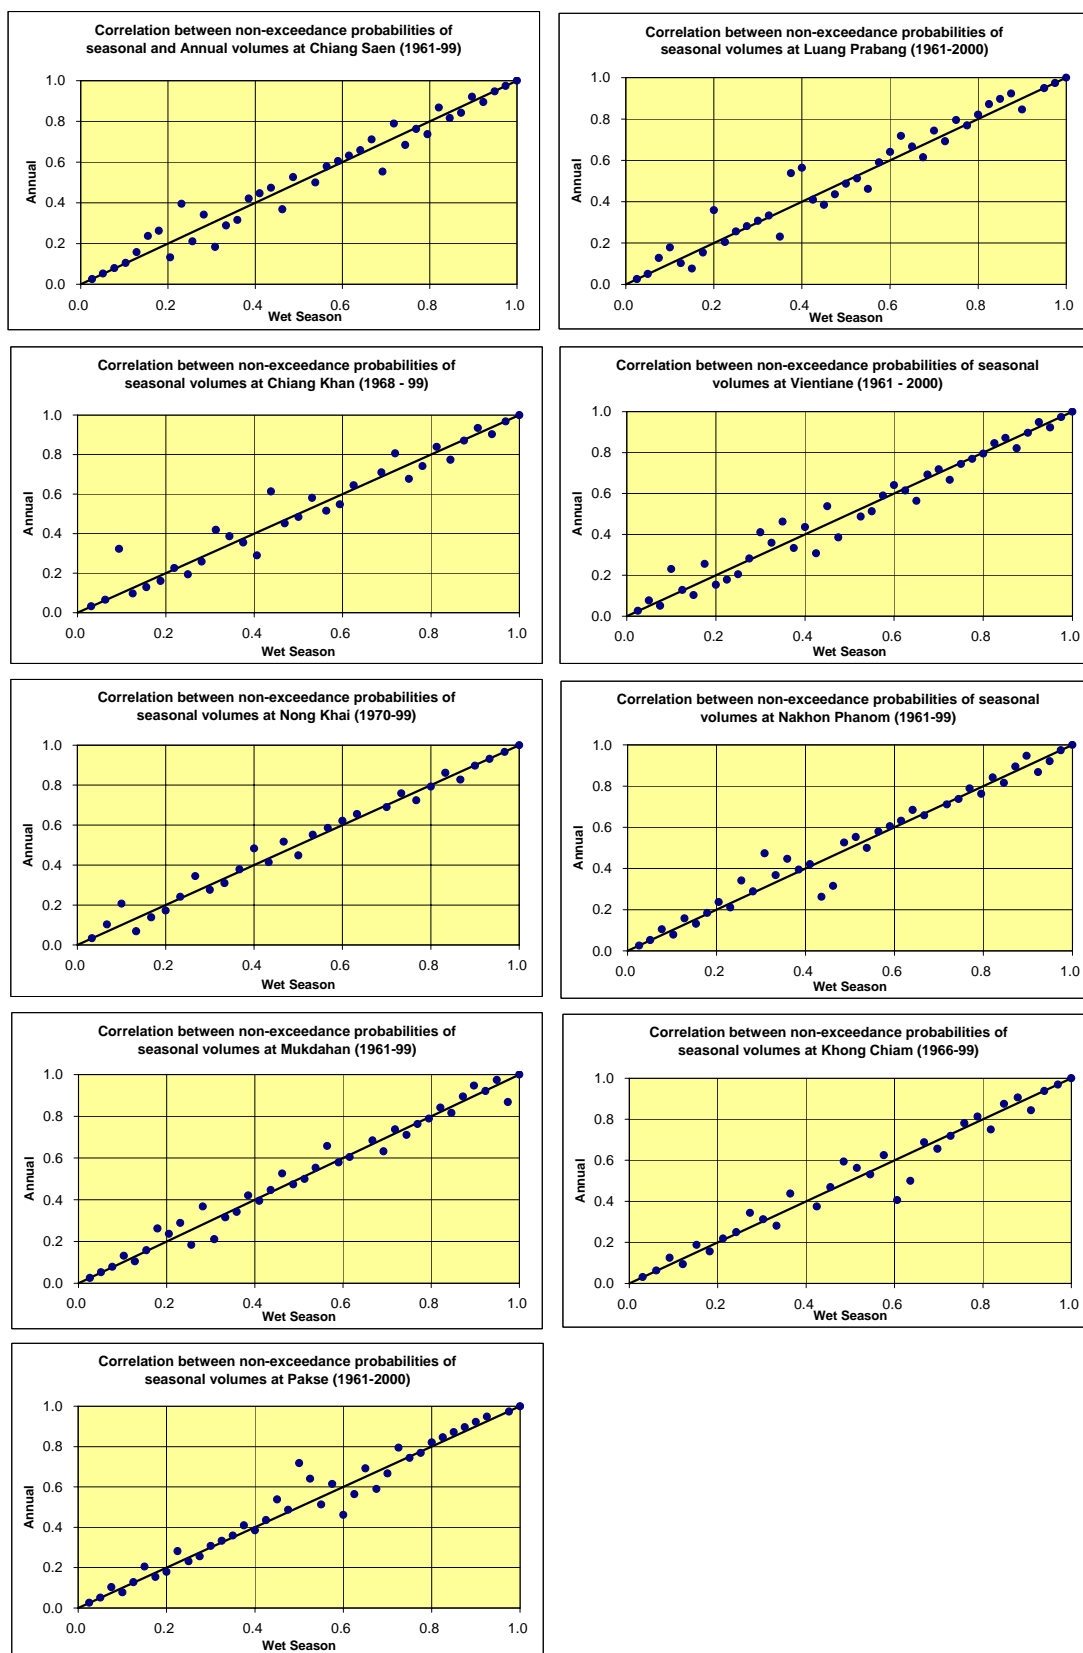 Correlation between non-exceedance probabilities of
seasonal and Annual volumes at Chiang Saen (1961-99)
1.0
0.8
0.6
0.4
0.2
0.0
Annual
0.0 0.2 0.4 0.6 0.8 1.0
Wet Season
Correlation between non-exceedance probabilities of
seasonal volumes at Luang Prabang (1961-2000)
1.0
0.8
0.6
0.4
0.2
0.0
Annual
0.0 0.2 0.4 0.6 0.8 1.0
Wet Season
Correlation between non-exceedance probabilities of
seasonal volumes at Chiang Khan (1968 - 99)
1.0
0.8
0.6
0.4
0.2
0.0
Annual
0.0 0.2 0.4 0.6 0.8 1.0
Wet Season
Correlation between non-exceedance probabilities of seasonal
volumes at Vientiane (1961 - 2000)
1.0
0.8
0.6
0.4
0.2
0.0
Annual
0.0 0.2 0.4 0.6 0.8 1.0
Wet Season
Correlation between non-exceedance probabilities of
seasonal volumes at Nong Khai (1970-99)
1.0
0.8
0.6
0.4
0.2
0.0
Annual
0.0 0.2 0.4 0.6 0.8 1.0
Wet Season
Correlation between non-exceedance probabilities of seasonal
volumes at Nakhon Phanom (1961-99)
1.0
0.8
0.6
0.4
0.2
0.0
Annual
0.0 0.2 0.4 0.6 0.8 1.0
Wet Season
Correlation between non-exceedance probabilities of
seasonal volumes at Mukdahan (1961-99)
1.0
0.8
0.6
0.4
0.2
0.0
Annual
0.0 0.2 0.4 0.6 0.8 1.0
Wet Season
Correlation between non-exceedance probabilities of
seasonal volumes at Khong Chiam (1966-99)
1.0
0.8
0.6
0.4
0.2
0.0
Annual
0.0 0.2 0.4 0.6 0.8 1.0
Wet Season
Correlation between non-exceedance probabilities of
seasonal volumes at Pakse (1961-2000)
1.0
0.8
0.6
0.4
0.2
0.0
Annual
0.0 0.2 0.4 0.6 0.8 1.0
Wet Season